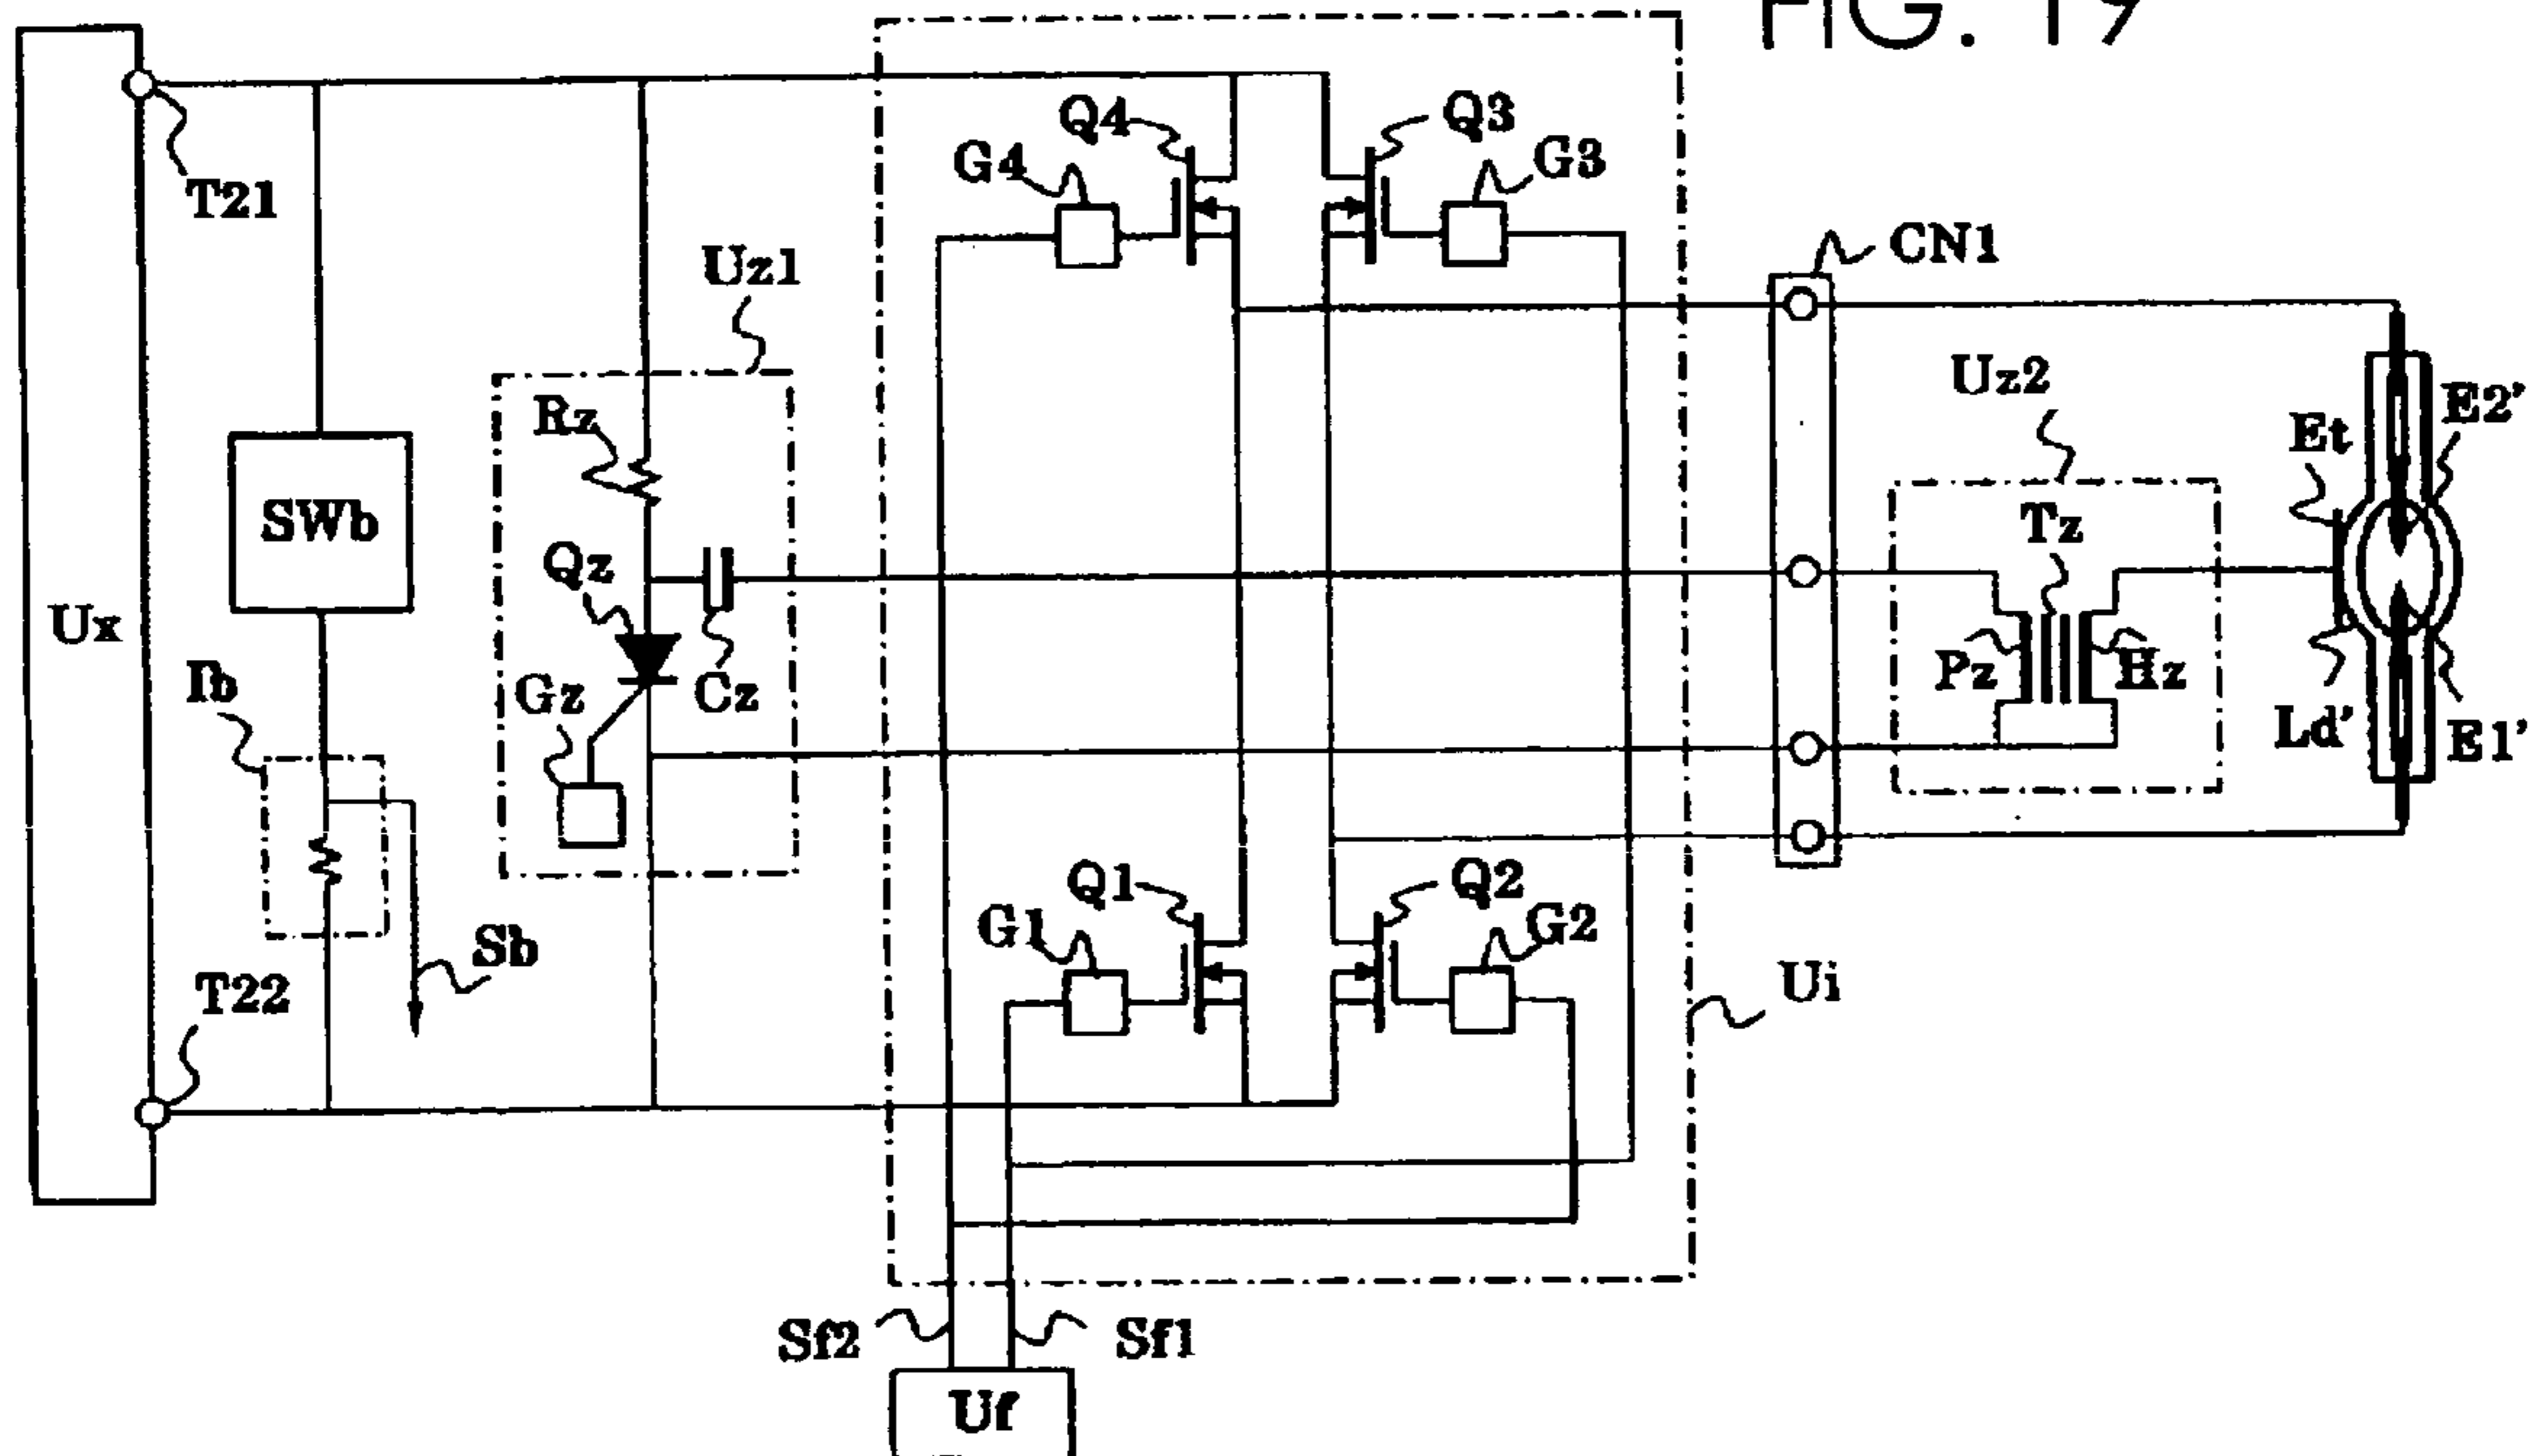 FIG. 19
Q4
Q3
G4
G3
T21
CN1
Uz1
Uz2
Rz
E2'
Et
SWb
Tz
Qz
Ux
Pz
Hz
Ib
Gz
Cz
Ld'
E1'
Q1
Q2
G1
G2
Sb
T22
Ui
Sf2
Sf1
Uf